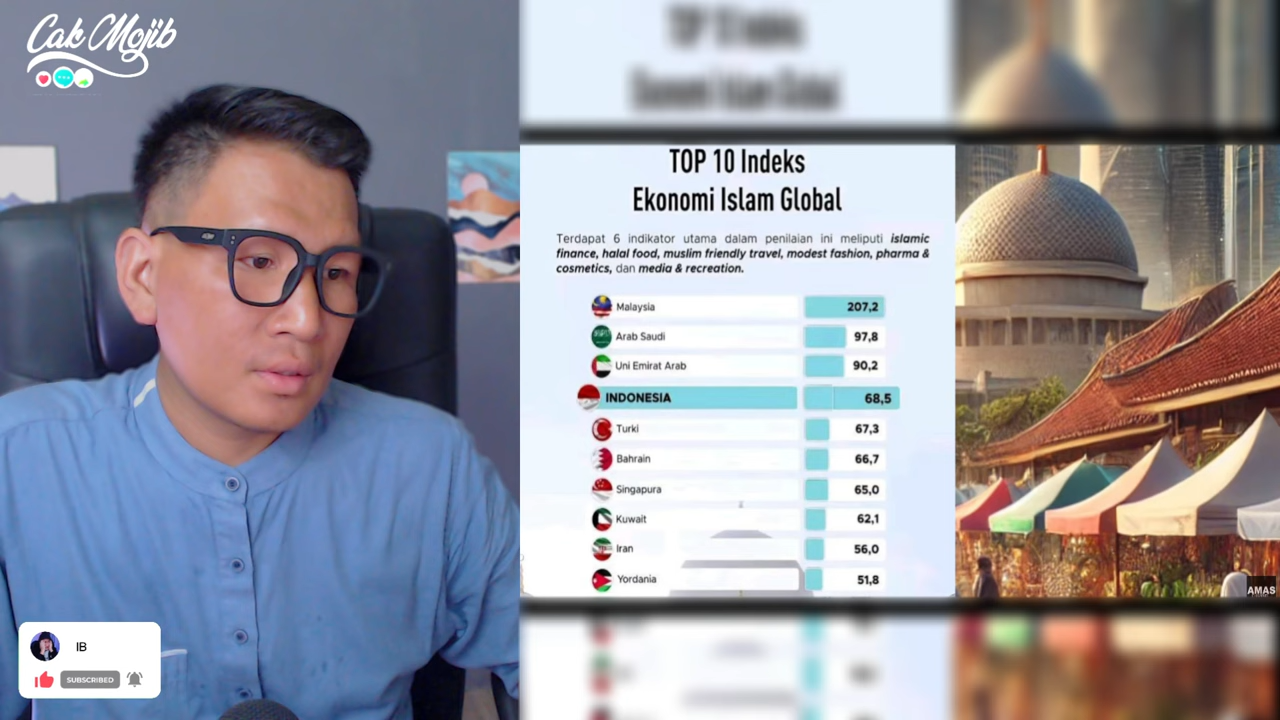 Cak Mojib
TOP 10 Indeks
Ekonomi Islam Global
Terdapat 6 indikator utama dalam penilaian ini meliputi islamic
finance, halal food, muslim friendly travel, modest fashion, pharma &
cosmetics, dan media & recreation.
Malaysia 207,2
Arab Saudi 97,8
Uni Emirat Arab 90,2
INDONESIA 68,5
Turki 67,3
Bahrain 66,7
Singapura 65,0
Kuwait 62,1
Iran 56,0
Yordania 51,8
AMAS
IB
SUBSCRIBED